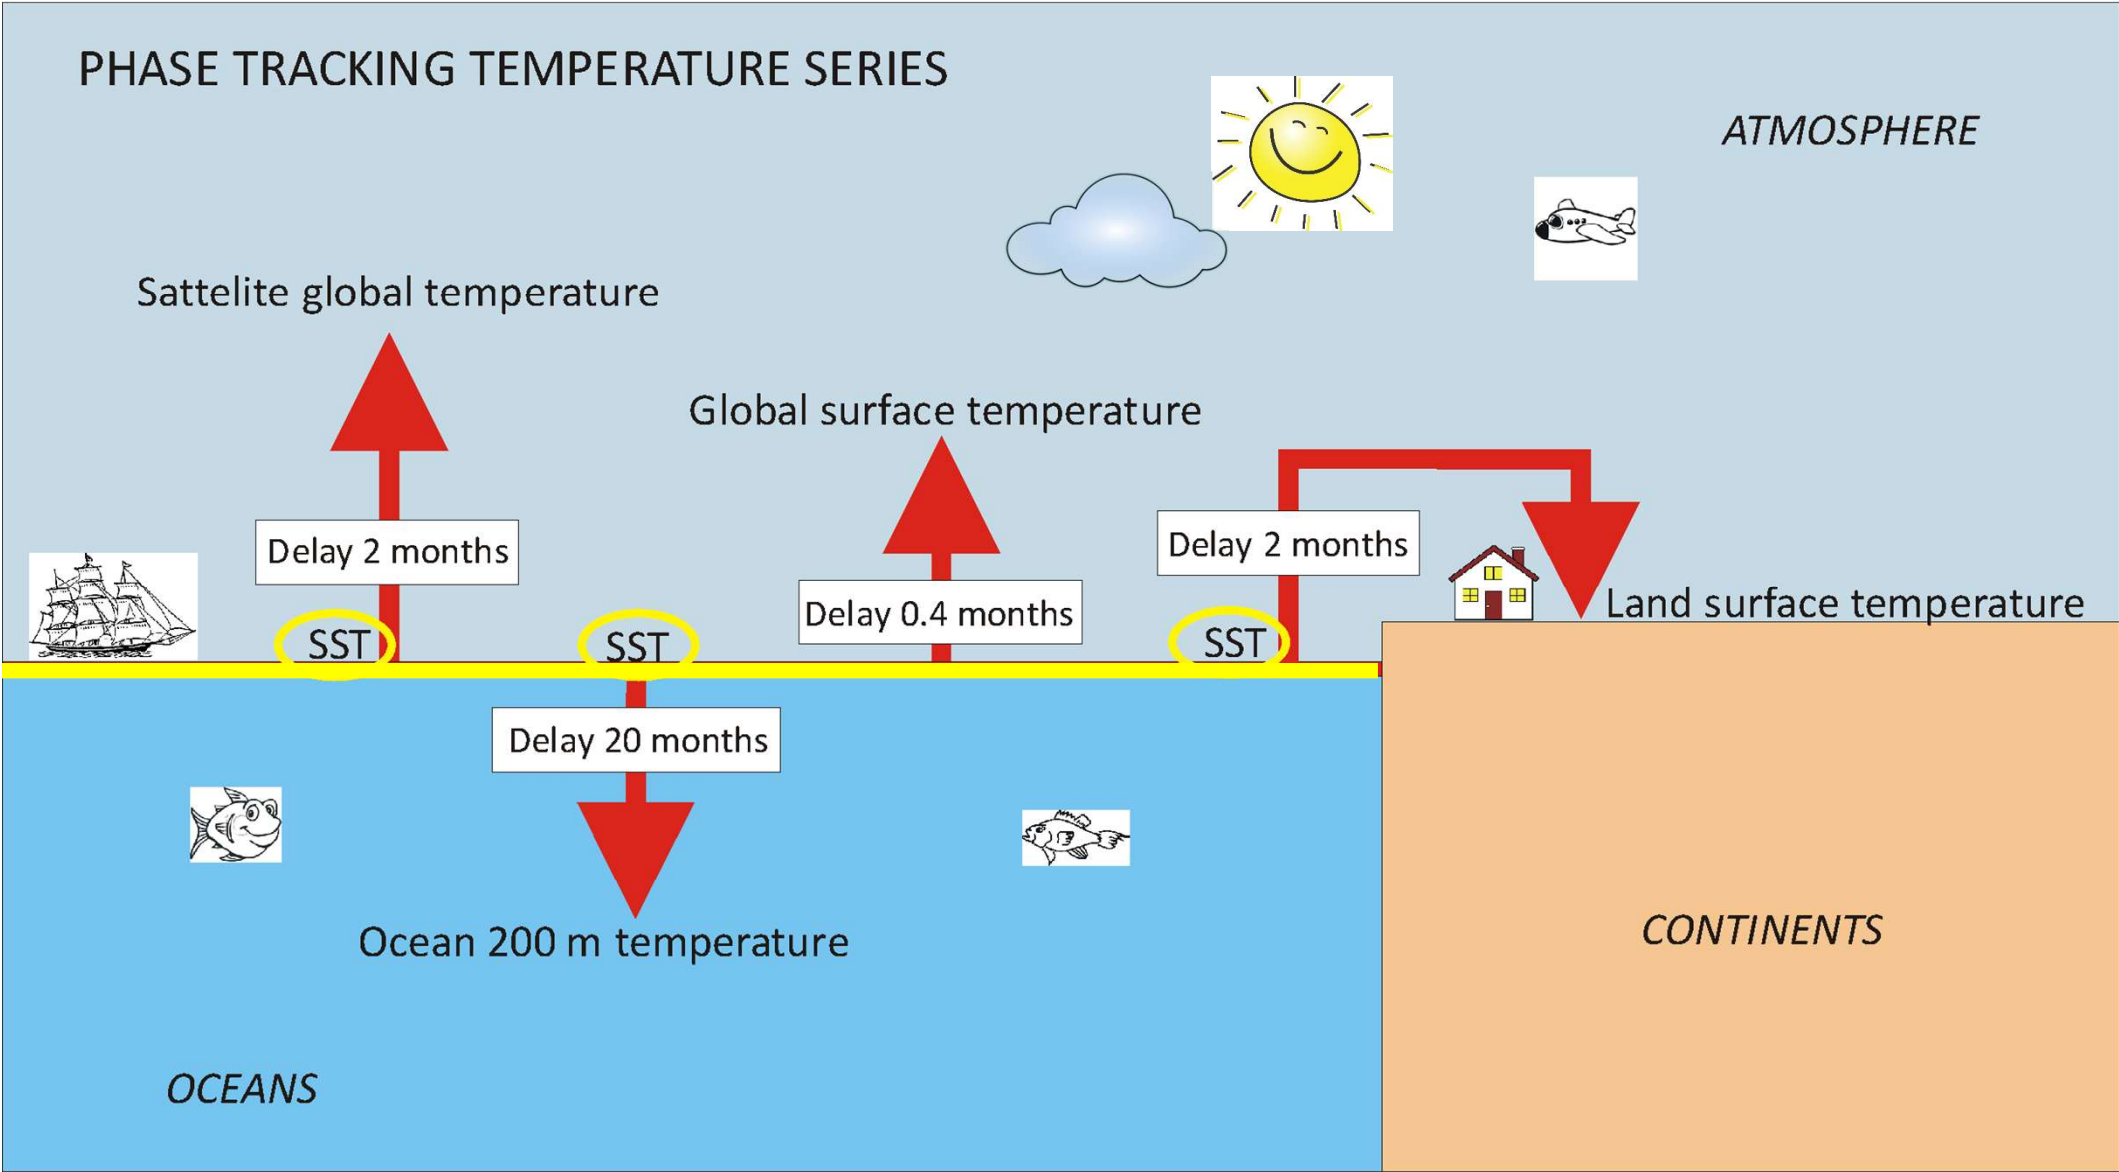 PHASE TRACKING TEMPERATURE SERIES
ATMOSPHERE
Sattelite global temperature
Global surface temperature
Delay 2 months
Delay 2 months
Delay 0.4 months
Land surface temperature
SST
SST
SST
Delay 20 months
Ocean 200 m temperature
CONTINENTS
OCEANS